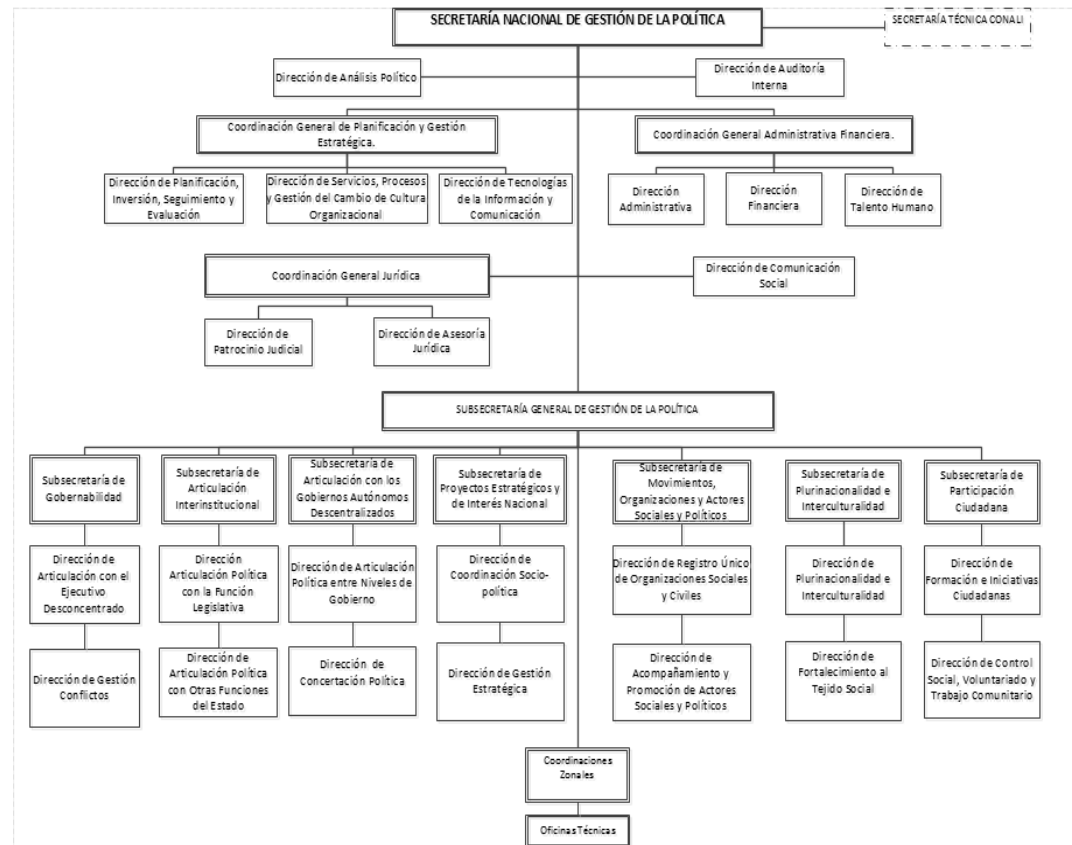 SECRETARÍA NACIONAL DE GESTIÓN DE LA POLÍTICA
SECRETARÍA TÉCNICA CONALI
Dirección de Análisis Político
Dirección de Auditoría
Interna
Coordinación General de Planificación y Gestión
Estratégica.
Coordinación General Administrativa Financiera.
Dirección de Planificación,
Inversión, Seguimiento y
Evaluación
Dirección de Servicios, Procesos
y Gestión del Cambio de Cultura
Organizacional
Dirección de Tecnologías
de la Información y
Comunicación
Dirección
Administrativa
Dirección
Financiera
Dirección de
Talento Humano
Coordinación General Jurídica
Dirección de Comunicación
Social
Dirección de
Patrocinio Judicial
Dirección de Asesoría
Jurídica
SUBSECRETARÍA GENERAL DE GESTIÓN DE LA POLÍTICA
Subsecretaría de
Gobernabilidad
Subsecretaría de
Articulación
Interinstitucional
Subsecretaría de
Articulación con los
Gobiernos Autónomos
Descentralizados
Subsecretaría de
Proyectos Estratégicos y
de Interés Nacional
Subsecretaría de
Movimientos,
Organizaciones y Actores
Sociales y Políticos
Subsecretaría de
Plurinacionalidad e
Interculturalidad
Subsecretaría de
Participación
Ciudadana
Dirección de
Articulación con el
Ejecutivo
Desconcentrado
Dirección
Articulación Política
con la Función
Legislativa
Dirección de Articulación
Política entre Niveles de
Gobierno
Dirección de
Coordinación Socio-
política
Dirección de Registro Único
de Organizaciones Sociales
y Civiles
Dirección de
Plurinacionalidad e
Interculturalidad
Dirección de
Formación e Iniciativas
Ciudadanas
Dirección de Gestión
Conflictos
Dirección de
Articulación Política
con Otras Funciones
del Estado
Dirección de
Concertación Política
Dirección de Gestión
Estratégica
Dirección de
Acompañamiento y
Promoción de Actores
Sociales y Políticos
Dirección de
Fortalecimiento al
Tejido Social
Dirección de Control
Social, Voluntariado y
Trabajo Comunitario
Coordinaciones
Zonales
Oficinas Técnicas